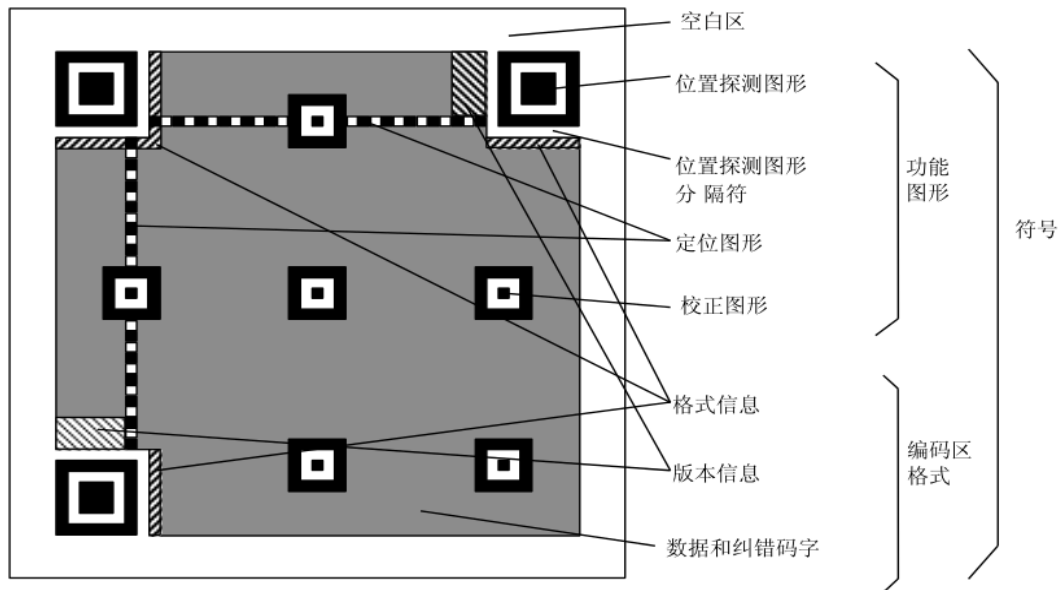 空白区
位置探测图形
位置探测图形
分 隔符
定位图形
校正图形
格式信息
版本信息
数据和纠错码字
功能
图形
编码区
格式
符号